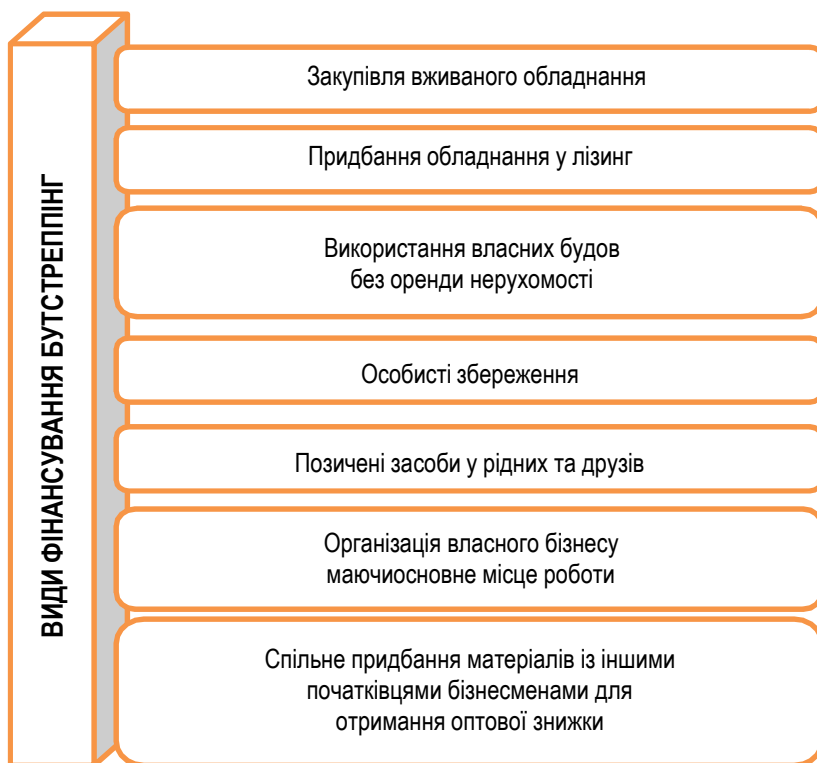 ВИДИ ФІНАНСУВАННЯ БУТСТРЕППІНГ
Закупівля вживаного обладнання
Придбання обладнання у лізинг
Використання власних будов
без оренди нерухомості
Особисті збереження
Позичені засоби у рідних та друзів
Організація власного бізнесу
маючиосновне місце роботи
Спільне придбання матеріалів із іншими
початківцями бізнесменами для
отримання оптової знижки